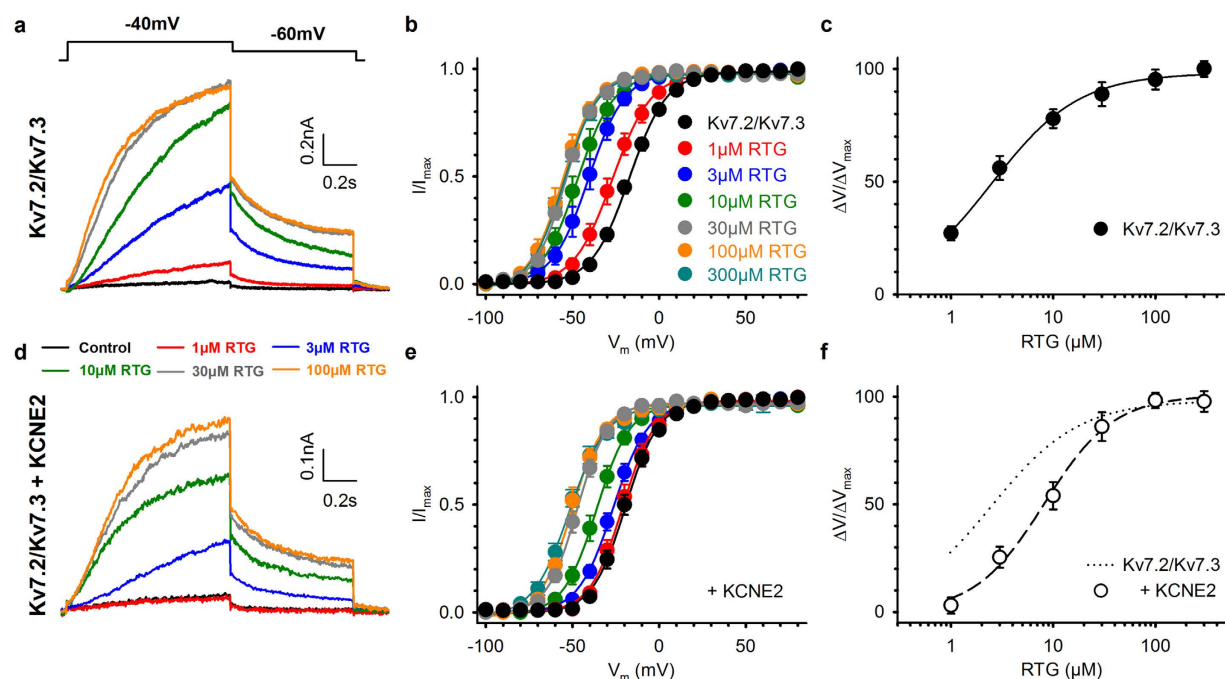 a
-40mV
-60mV
Kv7.2/Kv7.3
0.2nA
0.2s
b
1.0
0.5
0.0
I/Imax
-100
-50
0
50
Vm (mV)
Kv7.2/Kv7.3
1µM RTG
3µM RTG
10µM RTG
30µM RTG
100µM RTG
300µM RTG
c
100
50
0
ΔV/ΔVmax
1
10
100
RTG (µM)
Kv7.2/Kv7.3
d
Control
1µM RTG
3µM RTG
10µM RTG
30µM RTG
100µM RTG
Kv7.2/Kv7.3 + KCNE2
0.1nA
0.2s
e
1.0
0.5
0.0
I/Imax
-100
-50
0
50
Vm (mV)
+ KCNE2
f
100
50
0
ΔV/ΔVmax
1
10
100
RTG (µM)
Kv7.2/Kv7.3
+ KCNE2